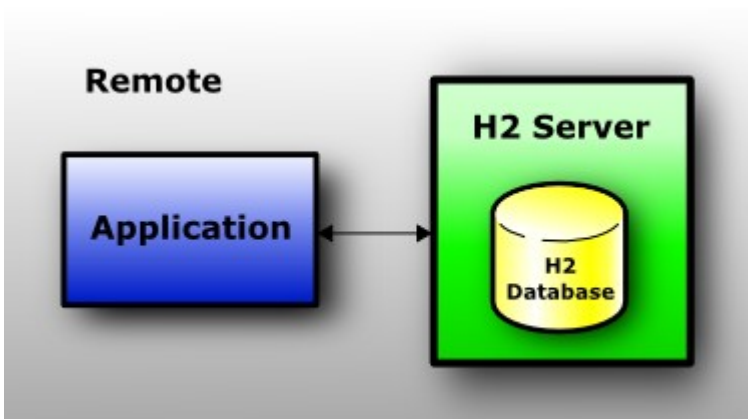 Remote
H2 Server
Application
H2
Database